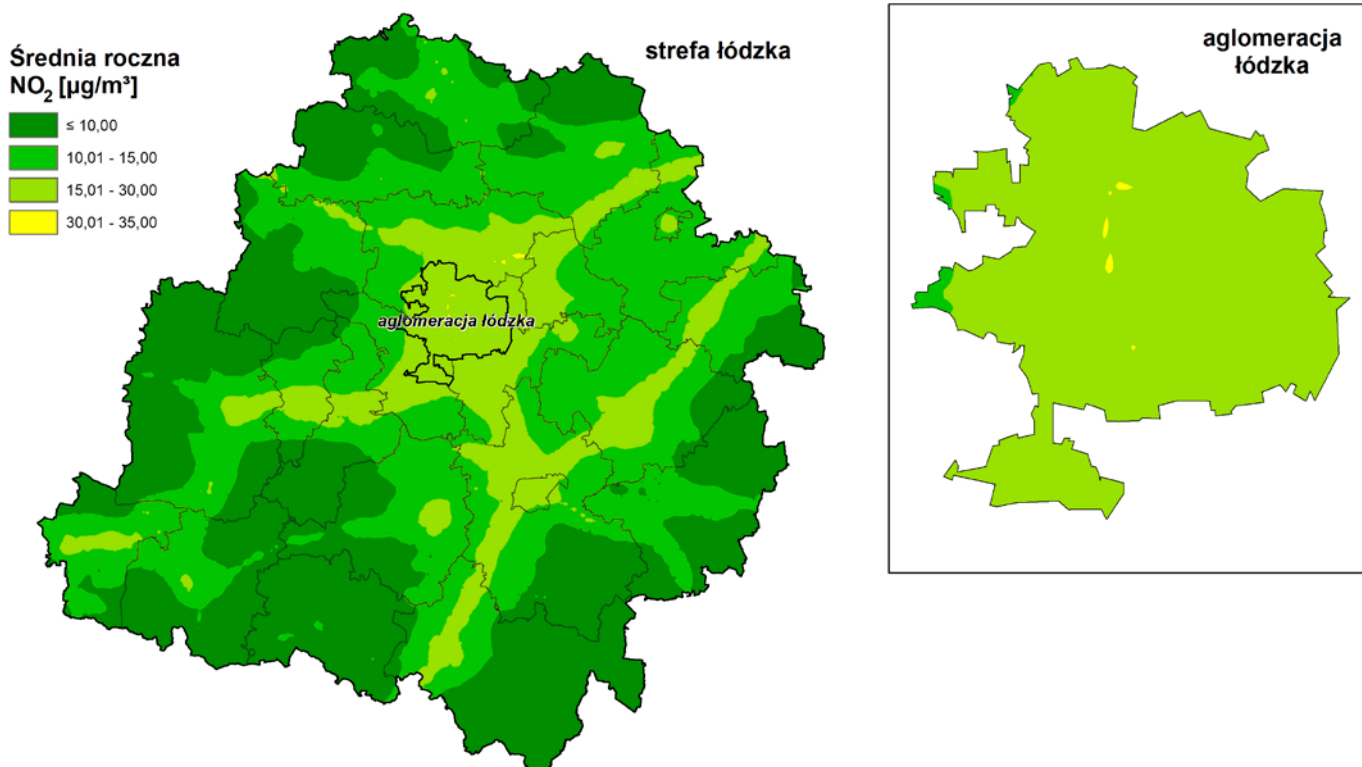 Średnia roczna
NO₂ [µg/m³]
≤ 10,00
10,01 - 15,00
15,01 - 30,00
30,01 - 35,00
strefa łódzka
aglomeracja łódzka
aglomeracja
łódzka